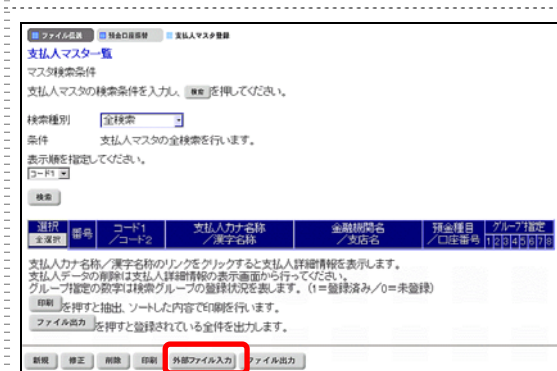 ファイル伝送 預金口座振替 支払人マスタ登録
支払人マスター覧
マスタ検索条件
支払人マスタの検索条件を入力し、 検索 を押してください。
検索種別 全検索
条件 支払人マスタの全検索を行います。
表示順を指定してください。
コード1
検索
選択 全選択 番号 コード1 ／コード2 支払人カナ名称 ／漢字名称 金融機関名 ／支店名 預金種目 ／口座番号 グループ指定 1 2 3 4 5 6 7 8
支払人カナ名称／漢字名称のリンクをクリックすると支払人詳細情報を表示します。
支払人データの削除は支払人詳細情報の表示画面から行ってください。
グループ指定の数字は検索グループの登録状況を表します。（1=登録済み／0=未登録）
印刷 を押すと抽出、ソートした内容で印刷を行います。
ファイル出力 を押すと登録されている全件を出力します。
新規 修正 削除 印刷 外部ファイル入力 ファイル出力